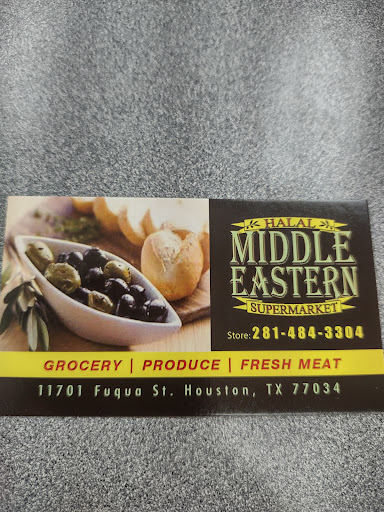 HALAL
MIDDLE
EASTERN
SUPERMARKET
Store: 281-484-3304
GROCERY | PRODUCE | FRESH MEAT
11701 Fuqua St. Houston, TX 77034